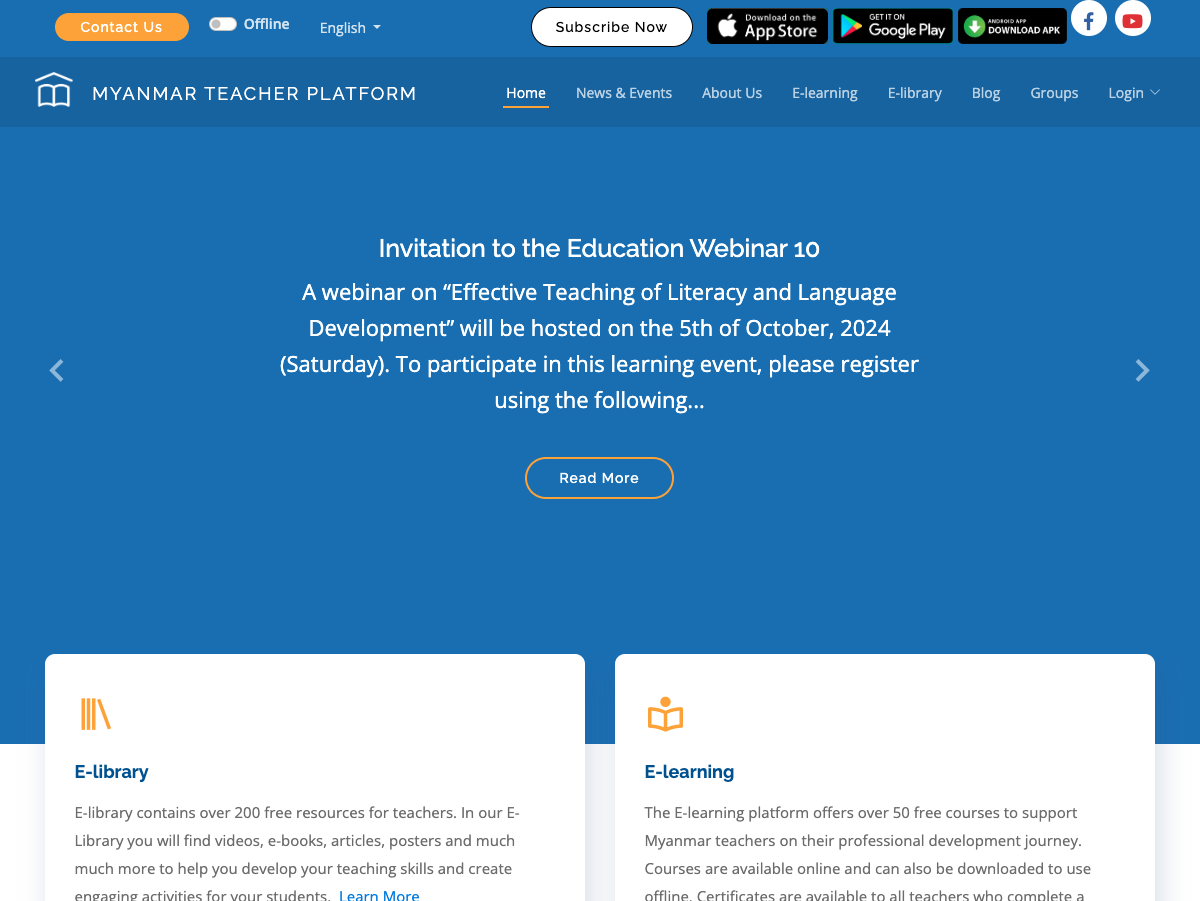 Contact Us
Offline
English
Subscribe Now
Download on the
App Store
GET IT ON
Google Play
ANDROID APP
DOWNLOAD APK
MYANMAR TEACHER PLATFORM
Home
News & Events
About Us
E-learning
E-library
Blog
Groups
Login
Invitation to the Education Webinar 10
A webinar on “Effective Teaching of Literacy and Language
Development” will be hosted on the 5th of October, 2024
(Saturday). To participate in this learning event, please register
using the following...
Read More
E-library
E-library contains over 200 free resources for teachers. In our E-
Library you will find videos, e-books, articles, posters and much
much more to help you develop your teaching skills and create
engaging activities for your students. Learn More
E-learning
The E-learning platform offers over 50 free courses to support
Myanmar teachers on their professional development journey.
Courses are available online and can also be downloaded to use
offline. Certificates are available to all teachers who complete a